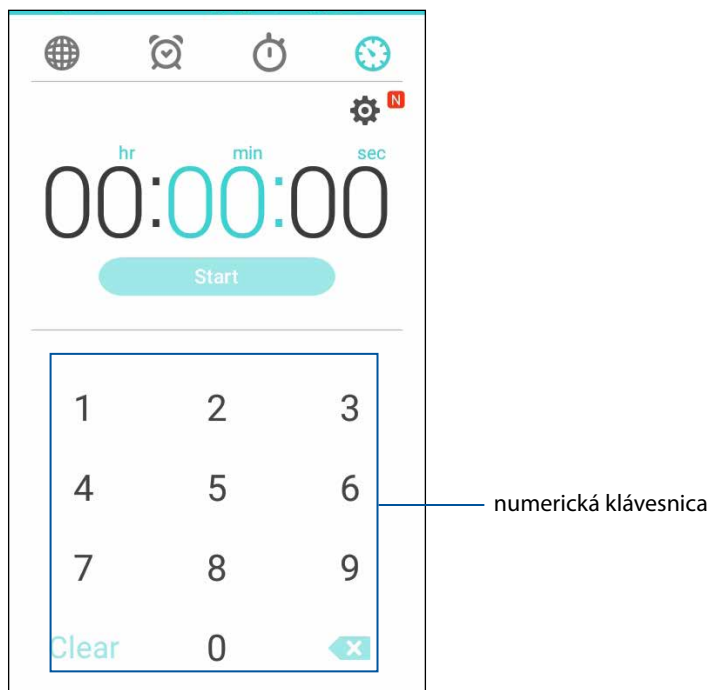 N
hr min sec
00:00:00
Start
1 2 3
4 5 6
numerická klávesnica
7 8 9
Clear 0